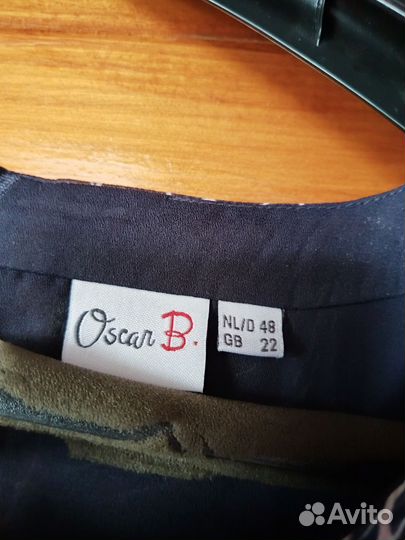 Oscar B.
NL/D 48
GB 22
Avito